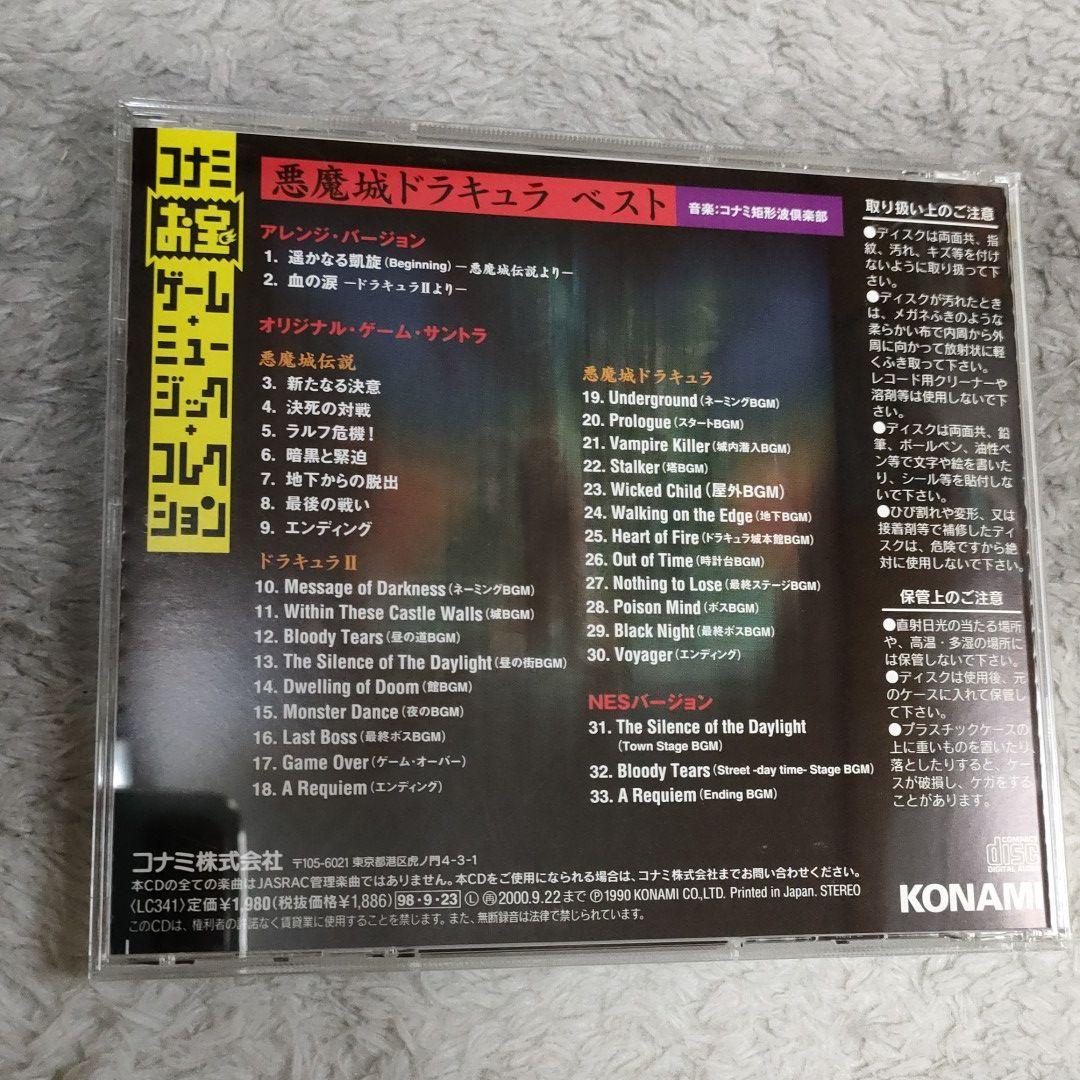 コナミ
お宝
ゲーム・
ミュー
ジック・
コレク
ション
悪魔城ドラキュラ ベスト
音楽:コナミ矩形波倶楽部
アレンジ・バージョン
1. 遥かなる凱旋(Beginning) ―悪魔城伝説より―
2. 血の涙 ―ドラキュラⅡより―
オリジナル・ゲーム・サントラ
悪魔城伝説
3. 新たなる決意
4. 決死の対戦
5. ラルフ危機!
6. 暗黒と緊迫
7. 地下からの脱出
8. 最後の戦い
9. エンディング
ドラキュラⅡ
10. Message of Darkness(ネーミングBGM)
11. Within These Castle Walls(城BGM)
12. Bloody Tears(昼の道BGM)
13. The Silence of The Daylight(昼の街BGM)
14. Dwelling of Doom(館BGM)
15. Monster Dance(夜のBGM)
16. Last Boss(最終ボスBGM)
17. Game Over(ゲーム・オーバー)
18. A Requiem(エンディング)
悪魔城ドラキュラ
19. Underground(ネーミングBGM)
20. Prologue(スタートBGM)
21. Vampire Killer(城内潜入BGM)
22. Stalker(塔BGM)
23. Wicked Child(屋外BGM)
24. Walking on the Edge(地下BGM)
25. Heart of Fire(ドラキュラ城本館BGM)
26. Out of Time(時計台BGM)
27. Nothing to Lose(最終ステージBGM)
28. Poison Mind(ボスBGM)
29. Black Night(最終ボスBGM)
30. Voyager(エンディング)
NESバージョン
31. The Silence of the Daylight
(Town Stage BGM)
32. Bloody Tears(Street -day time- Stage BGM)
33. A Requiem(Ending BGM)
取り扱い上のご注意
●ディスクは両面共、指
紋、汚れ、キズ等を付け
ないように取り扱って下
さい。
●ディスクが汚れたとき
は、メガネふきのような
柔らかい布で内周から外
周に向かって放射状に軽
くふき取って下さい。
レコード用クリーナーや
溶剤等は使用しないで下
さい。
●ディスクは両面共、鉛
筆、ボールペン、油性ペ
ン等で文字や絵を書いた
り、シール等を貼付しな
いで下さい。
●ひび割れや変形、又は
接着剤等で補修したディ
スクは、危険ですから絶
対に使用しないで下さい。
保管上のご注意
●直射日光の当たる場所
や、高温・多湿の場所に
は保管しないで下さい。
●ディスクは使用後、元
のケースに入れて保管し
て下さい。
●プラスチックケースの
上に重いものを置いたり、
落としたりすると、ケー
スが破損し、ケガをする
ことがあります。
コナミ株式会社 〒105-6021 東京都港区虎ノ門4-3-1
本CDの全ての楽曲はJASRAC管理楽曲ではありません。本CDをご使用になられる場合は、コナミ株式会社までお問い合わせください。
〈LC341〉定価¥1,980(税抜価格¥1,886) 98・9・23 Ⓛ 再 2000.9.22まで Ⓟ1990 KONAMI CO.,LTD. Printed in Japan. STEREO
このCDは、権利者の許諾なく賃貸業に使用することを禁じます。また、無断録音は法律で禁じられています。
COMPACT
disc
DIGITAL AUDIO
KONAMI